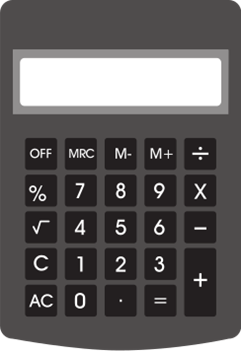 OFF MRC M- M+ ÷
% 7 8 9 X
√ 4 5 6 −
C 1 2 3 +
AC 0 · =